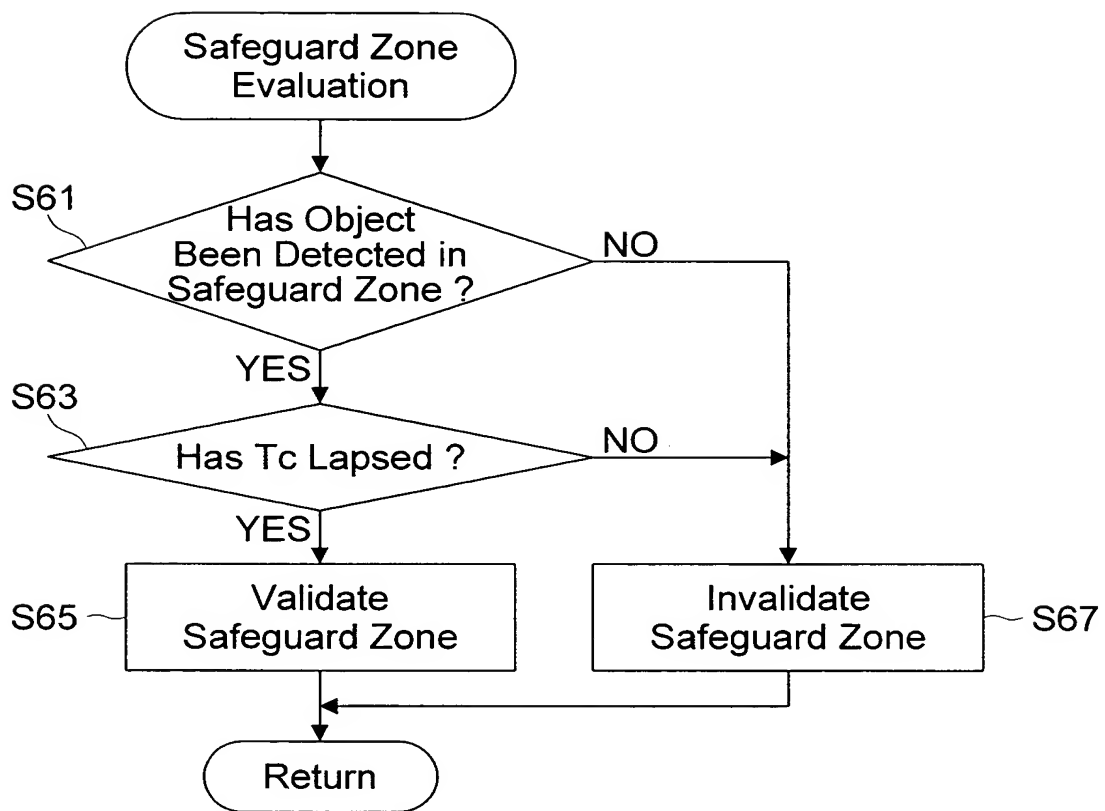 Safeguard Zone
Evaluation
S61
Has Object
Been Detected in
Safeguard Zone ?
NO
YES
S63
Has Tc Lapsed ?
NO
YES
S65
Validate
Safeguard Zone
Invalidate
Safeguard Zone
S67
Return